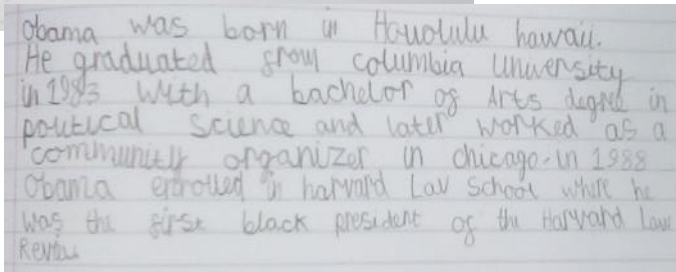 Obama was born in Honolulu hawaii.
He graduated from columbia University
in 1983 with a bachelor of Arts degree in
political science and later worked as a
community organizer in chicago. in 1988
Obama enrolled in harvard Law School where he
was the first black president of the Harvard Law
Review